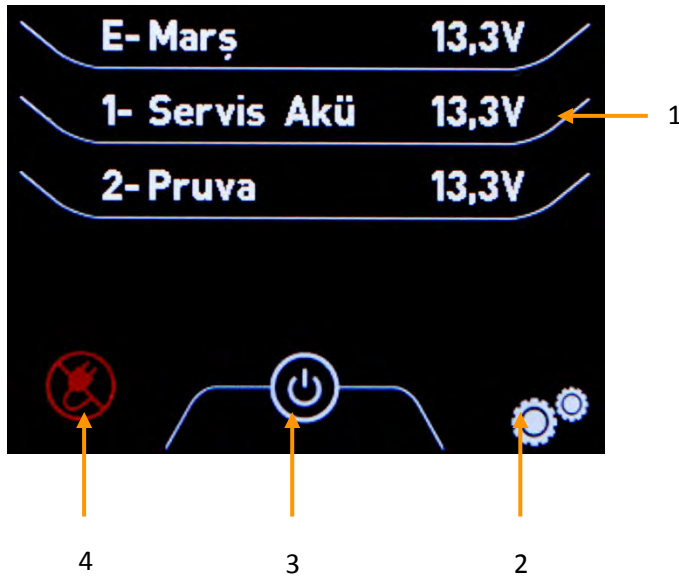 E- Marş 13,3V
1- Servis Akü 13,3V
1
2- Pruva 13,3V
4 3 2